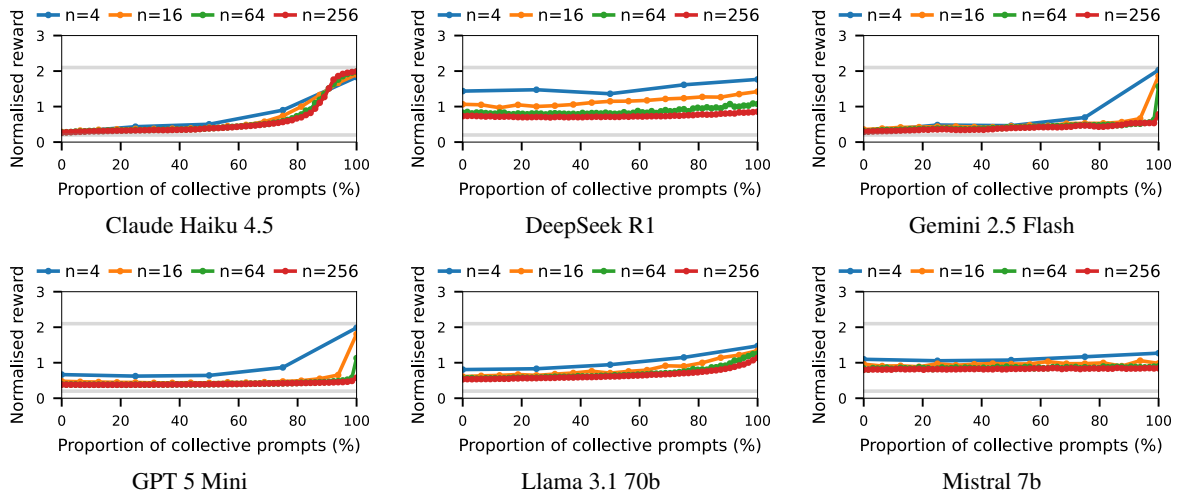 n=4 n=16 n=64 n=256
3
2
1
0
Normalised reward
0 20 40 60 80 100
Proportion of collective prompts (%)
Claude Haiku 4.5
n=4 n=16 n=64 n=256
3
2
1
0
Normalised reward
0 20 40 60 80 100
Proportion of collective prompts (%)
DeepSeek R1
n=4 n=16 n=64 n=256
3
2
1
0
Normalised reward
0 20 40 60 80 100
Proportion of collective prompts (%)
Gemini 2.5 Flash
n=4 n=16 n=64 n=256
3
2
1
0
Normalised reward
0 20 40 60 80 100
Proportion of collective prompts (%)
GPT 5 Mini
n=4 n=16 n=64 n=256
3
2
1
0
Normalised reward
0 20 40 60 80 100
Proportion of collective prompts (%)
Llama 3.1 70b
n=4 n=16 n=64 n=256
3
2
1
0
Normalised reward
0 20 40 60 80 100
Proportion of collective prompts (%)
Mistral 7b